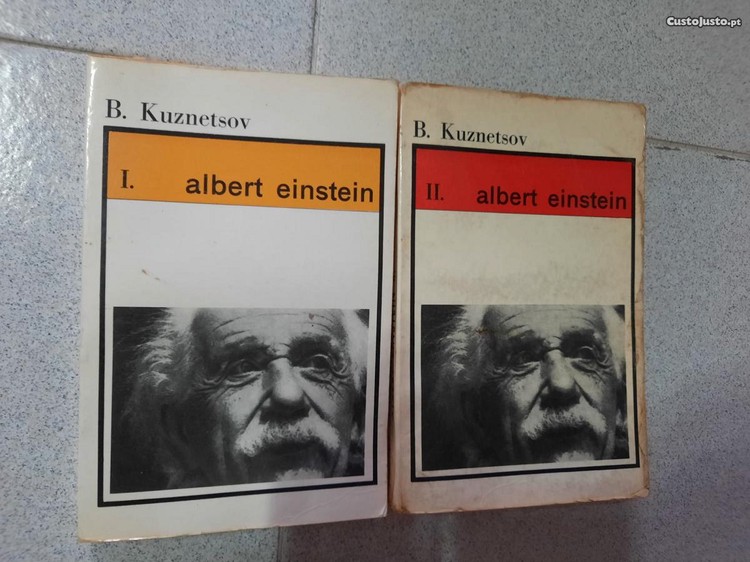 CustoJusto.pt
B. Kuznetsov
I. albert einstein
B. Kuznetsov
II. albert einstein